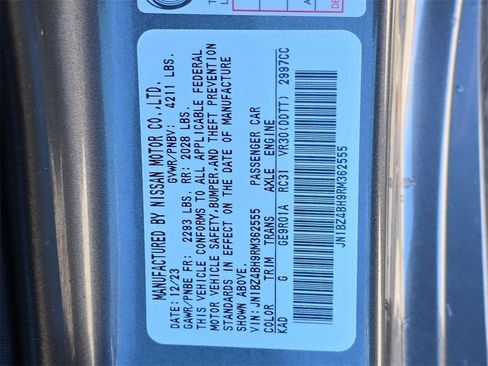 MANUFACTURED BY NISSAN MOTOR CO.,LTD.
12/23 GVWR/PNBV: 4211 LBS.
GAWR/PNBE FR: 2293 LBS. RR: 2028 LBS.
THIS VEHICLE CONFORMS TO ALL APPLICABLE FEDERAL
MOTOR VEHICLE SAFETY,BUMPER,AND THEFT PREVENTION
STANDARDS IN EFFECT ON THE DATE OF MANUFACTURE
SHOWN ABOVE.
VIN:JN1BZ4BH9RM362555 PASSENGER CAR
COLOR TRIM TRANS AXLE ENGINE
KAD G GE9R01A RC31 VR30(DDTT) 2997CC
JN1BZ4BH9RM362555